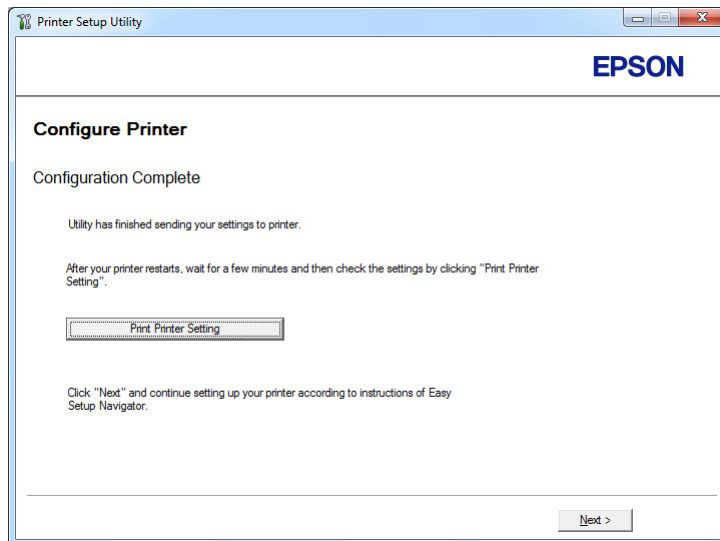 Printer Setup Utility
EPSON
Configure Printer
Configuration Complete
Utility has finished sending your settings to printer.
After your printer restarts, wait for a few minutes and then check the settings by clicking "Print Printer
Setting".
Print Printer Setting
Click "Next" and continue setting up your printer according to instructions of Easy
Setup Navigator.
Next >